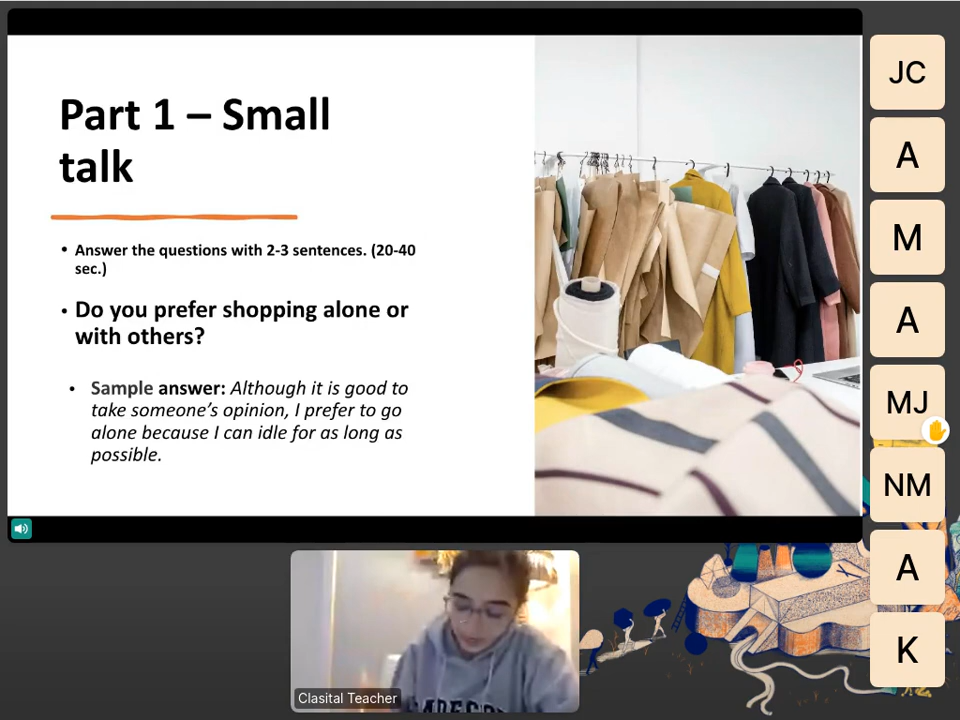 Part 1 – Small
talk
• Answer the questions with 2-3 sentences. (20-40
sec.)
• Do you prefer shopping alone or
with others?
• Sample answer: Although it is good to
take someone’s opinion, I prefer to go
alone because I can idle for as long as
possible.
JC
A
M
A
MJ
NM
A
K
Clasital Teacher